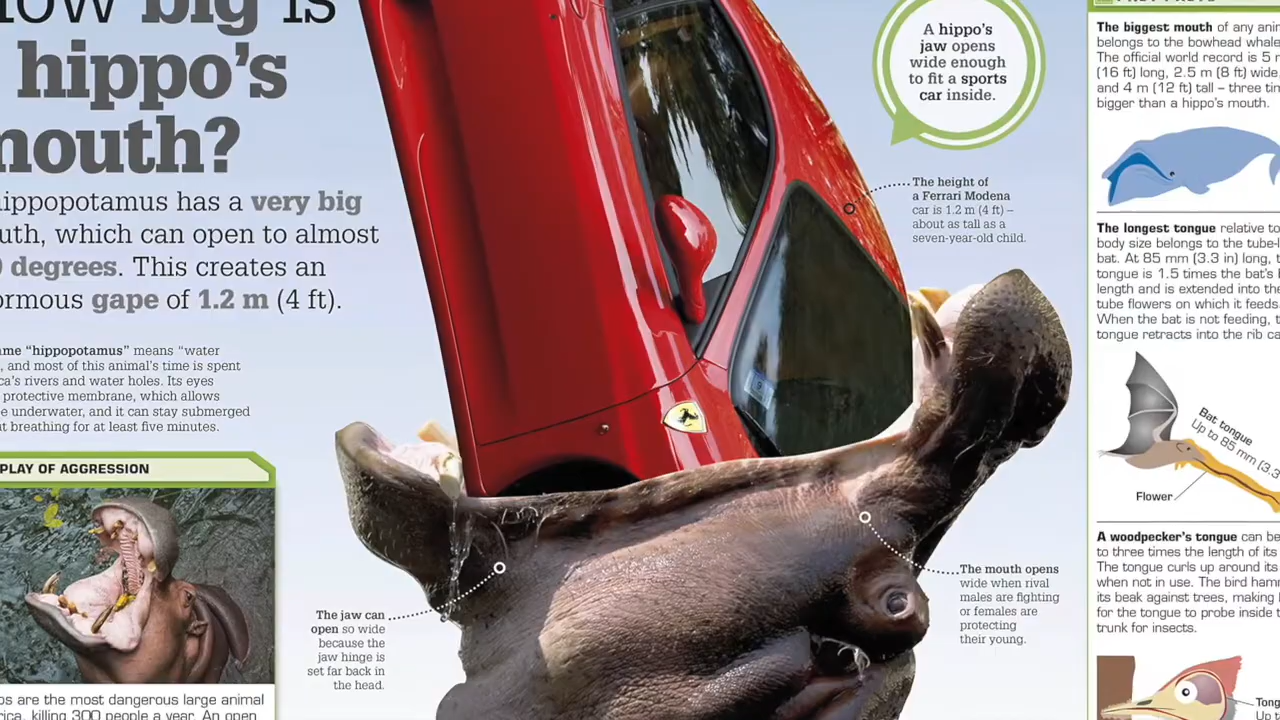 big is
hippo's
mouth?
hippopotamus has a very big
which can open to almost
degrees. This creates an
gape of 1.2 m (4 ft).
"hippopotamus" means "water
and most of this animal's time is spent
rivers and water holes. Its eyes
protective membrane, which allows
underwater, and it can stay submerged
breathing for at least five minutes.
PLAY OF AGGRESSION
are the most dangerous large animal
killing 300 people a year. An open
A hippo's
jaw opens
wide enough
to fit a sports
car inside.
The height of
a Ferrari Modena
car is 1.2 m (4 ft) –
about as tall as a
seven-year-old child.
The jaw can
open so wide
because the
jaw hinge is
set far back in
the head.
The mouth opens
wide when rival
males are fighting
or females are
protecting
their young.
The biggest mouth of any
belongs to the bowhead whale
The official world record is 5
(16 ft) long, 2.5 m (8 ft) wide
and 4 m (12 ft) tall – three
bigger than a hippo's mouth.
The longest tongue relative to
body size belongs to the
bat. At 85 mm (3.3 in) long,
tongue is 1.5 times the bat's
length and is extended into the
tube flowers on which it feeds.
When the bat is not feeding,
tongue retracts into the rib
Bat tongue
Up to 85 mm (3.3
Flower
A woodpecker's tongue can be
to three times the length of its
The tongue curls up around its
when not in use. The bird
its beak against trees, making
for the tongue to probe inside
trunk for insects.
Up